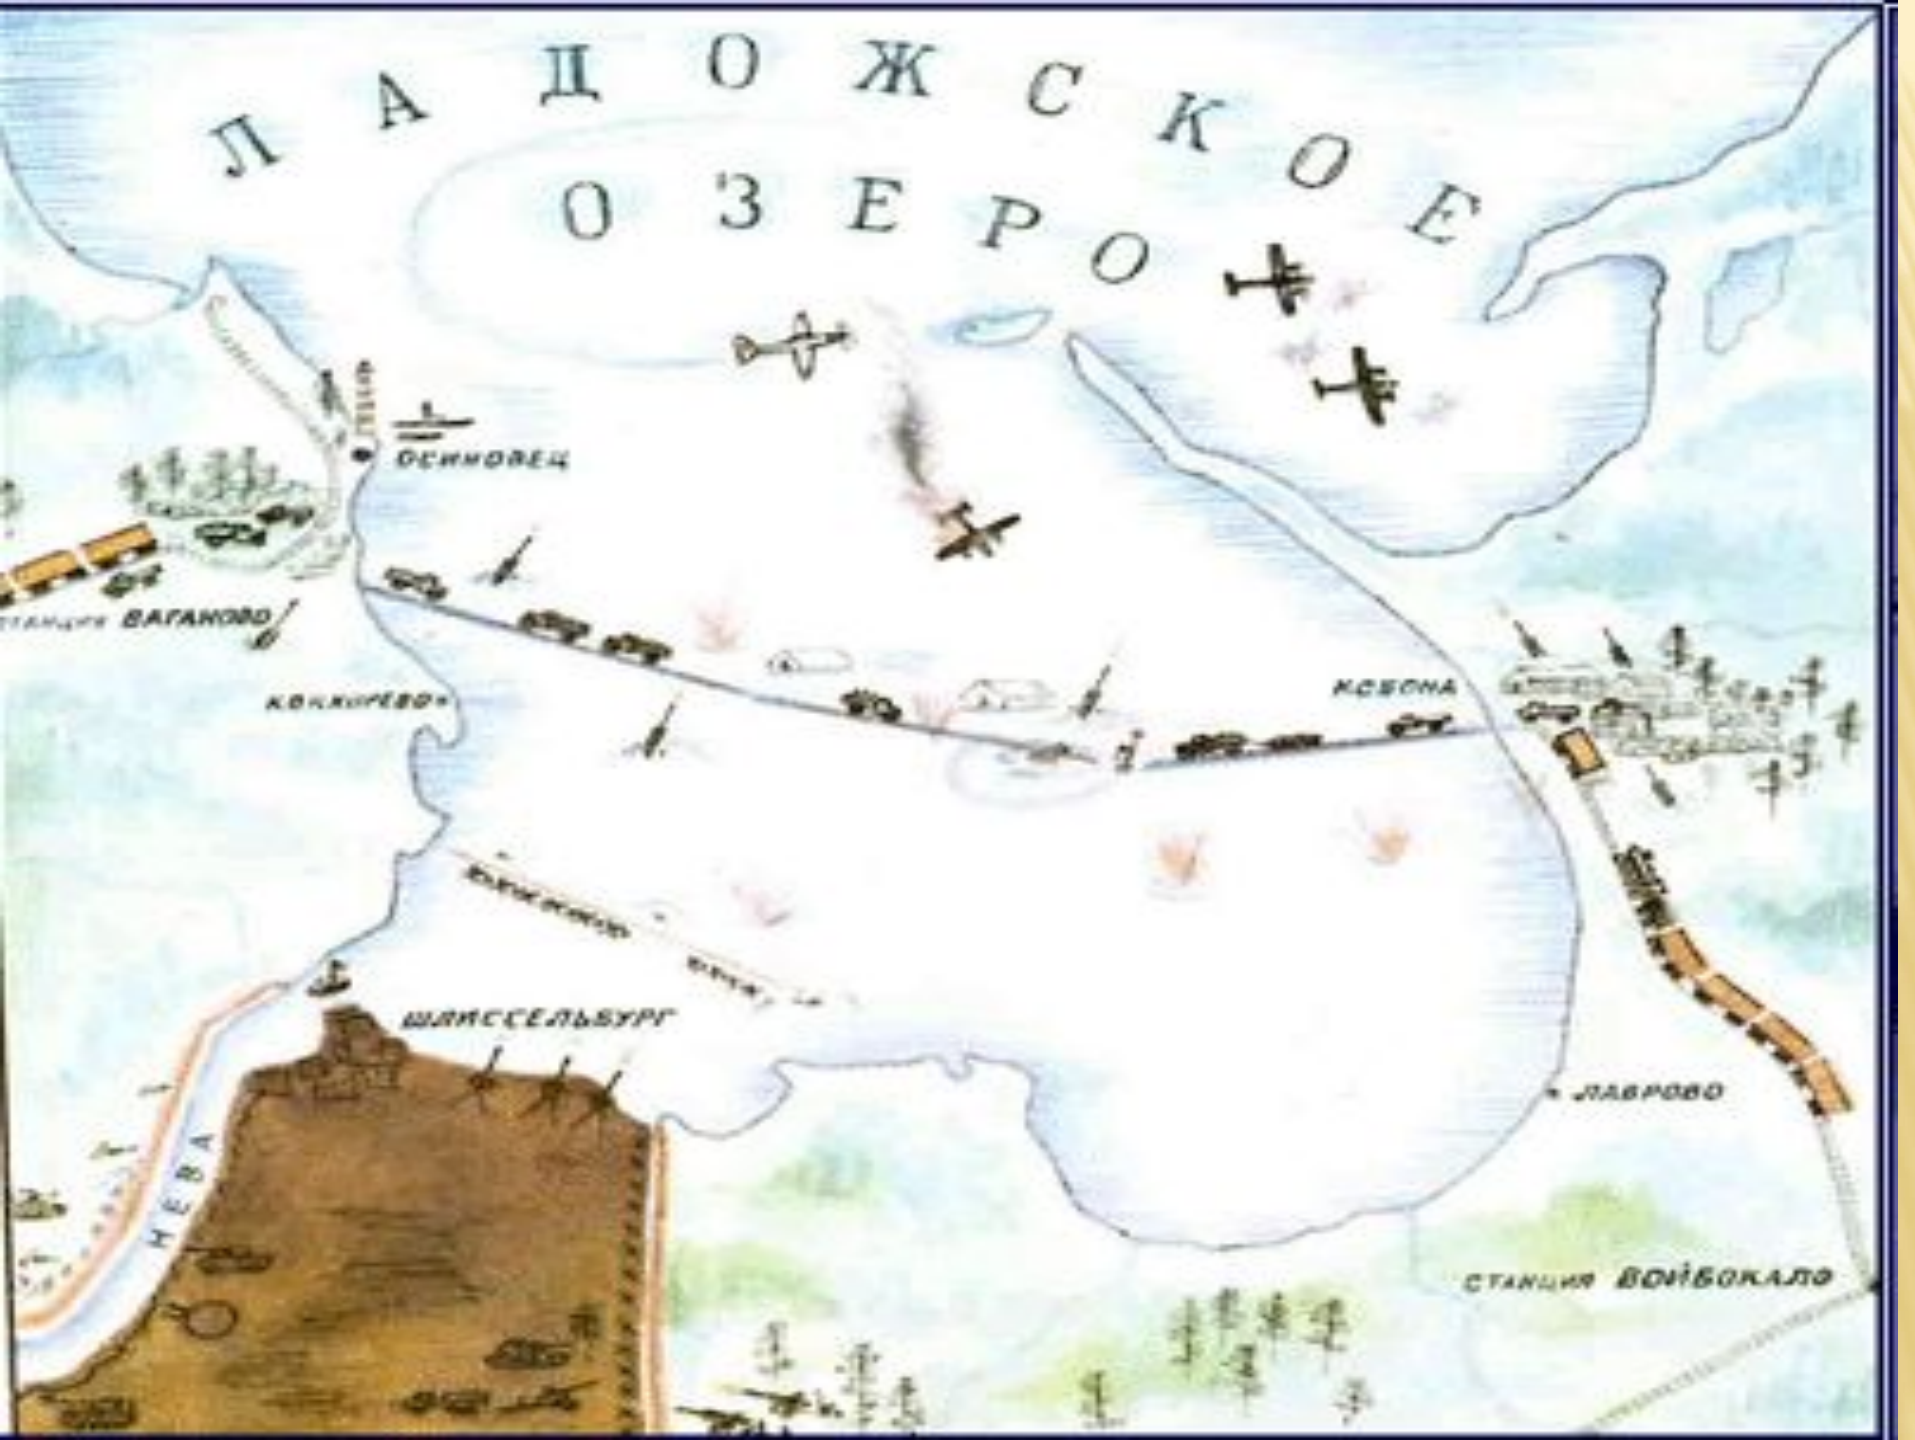 ЛАДОЖСКОЕ
ОЗЕРО
ОСИНОВЕЦ
СТАНЦИЯ ВАГАНОВО
КОККОРЕВО
КОБОНА
ШЛИССЕЛЬБУРГ
НЕВА
ЛАВРОВО
СТАНЦИЯ ВОЙБОКАЛО